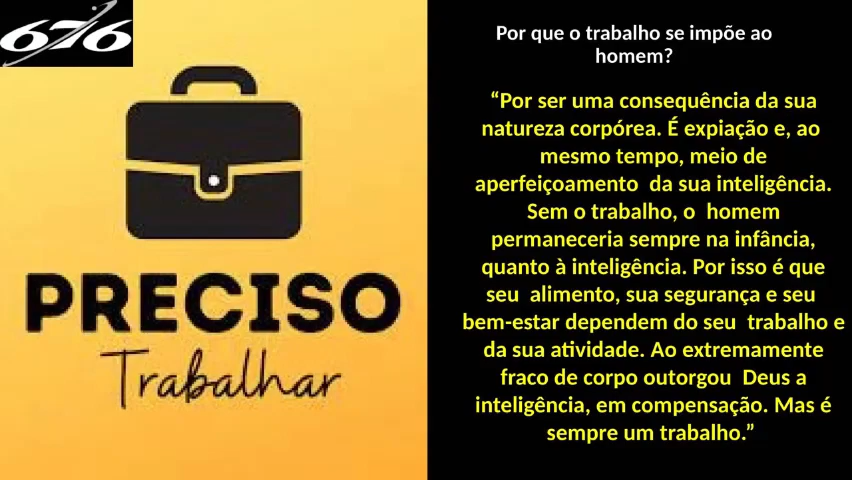 676
PRECISO
Trabalhar
Por que o trabalho se impõe ao
homem?
“Por ser uma consequência da sua
natureza corpórea. É expiação e, ao
mesmo tempo, meio de
aperfeiçoamento da sua inteligência.
Sem o trabalho, o homem
permaneceria sempre na infância,
quanto à inteligência. Por isso é que
seu alimento, sua segurança e seu
bem-estar dependem do seu trabalho e
da sua atividade. Ao extremamente
fraco de corpo outorgou Deus a
inteligência, em compensação. Mas é
sempre um trabalho.”